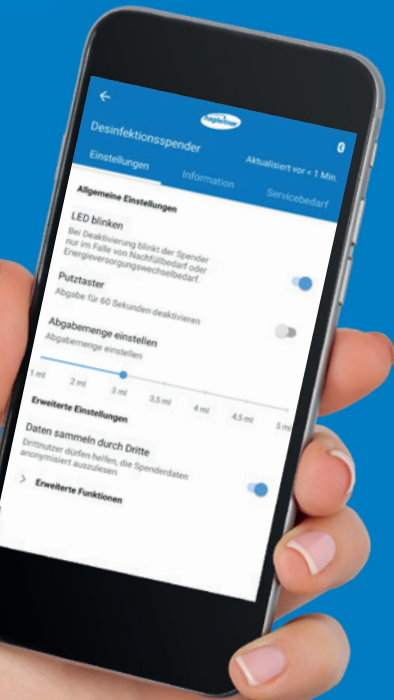 hagleitner
Desinfektionsspender
Aktualisiert vor < 1 Min.
Einstellungen
Information
Servicebedarf
Allgemeine Einstellungen
LED blinken
Bei Deaktivierung blinkt der Spender
nur im Falle von Nachfüllbedarf oder
Energieversorgungswechselbedarf.
Putztaster
Abgabe für 60 Sekunden deaktivieren
Abgabemenge einstellen
Abgabemenge einstellen
1 ml 2 ml 3 ml 3,5 ml 4 ml 4,5 ml 5 ml
Erweiterte Einstellungen
Daten sammeln durch Dritte
Drittnutzer dürfen helfen, die Spenderdaten
anonymisiert auszulesen
Erweiterte Funktionen